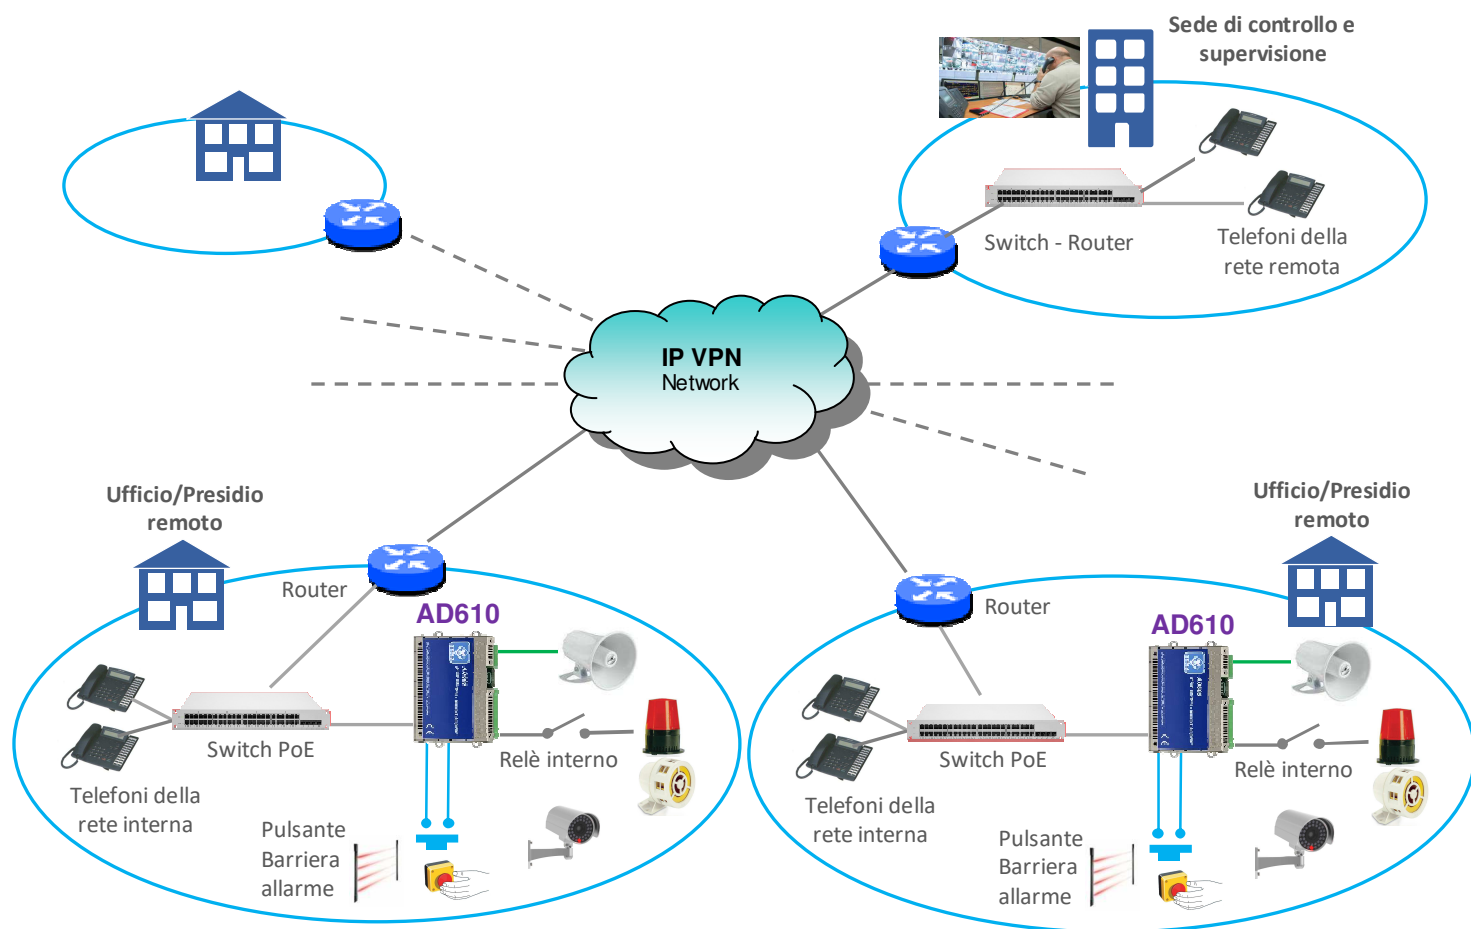 Sede di controllo e
supervisione
Switch - Router
Telefoni della
rete remota
IP VPN
Network
Ufficio/Presidio
remoto
Router
AD610
Switch PoE
Relè interno
Telefoni della
rete interna
Pulsante
Barriera
allarme
Ufficio/Presidio
remoto
Router
AD610
Switch PoE
Relè interno
Telefoni della
rete interna
Pulsante
Barriera
allarme